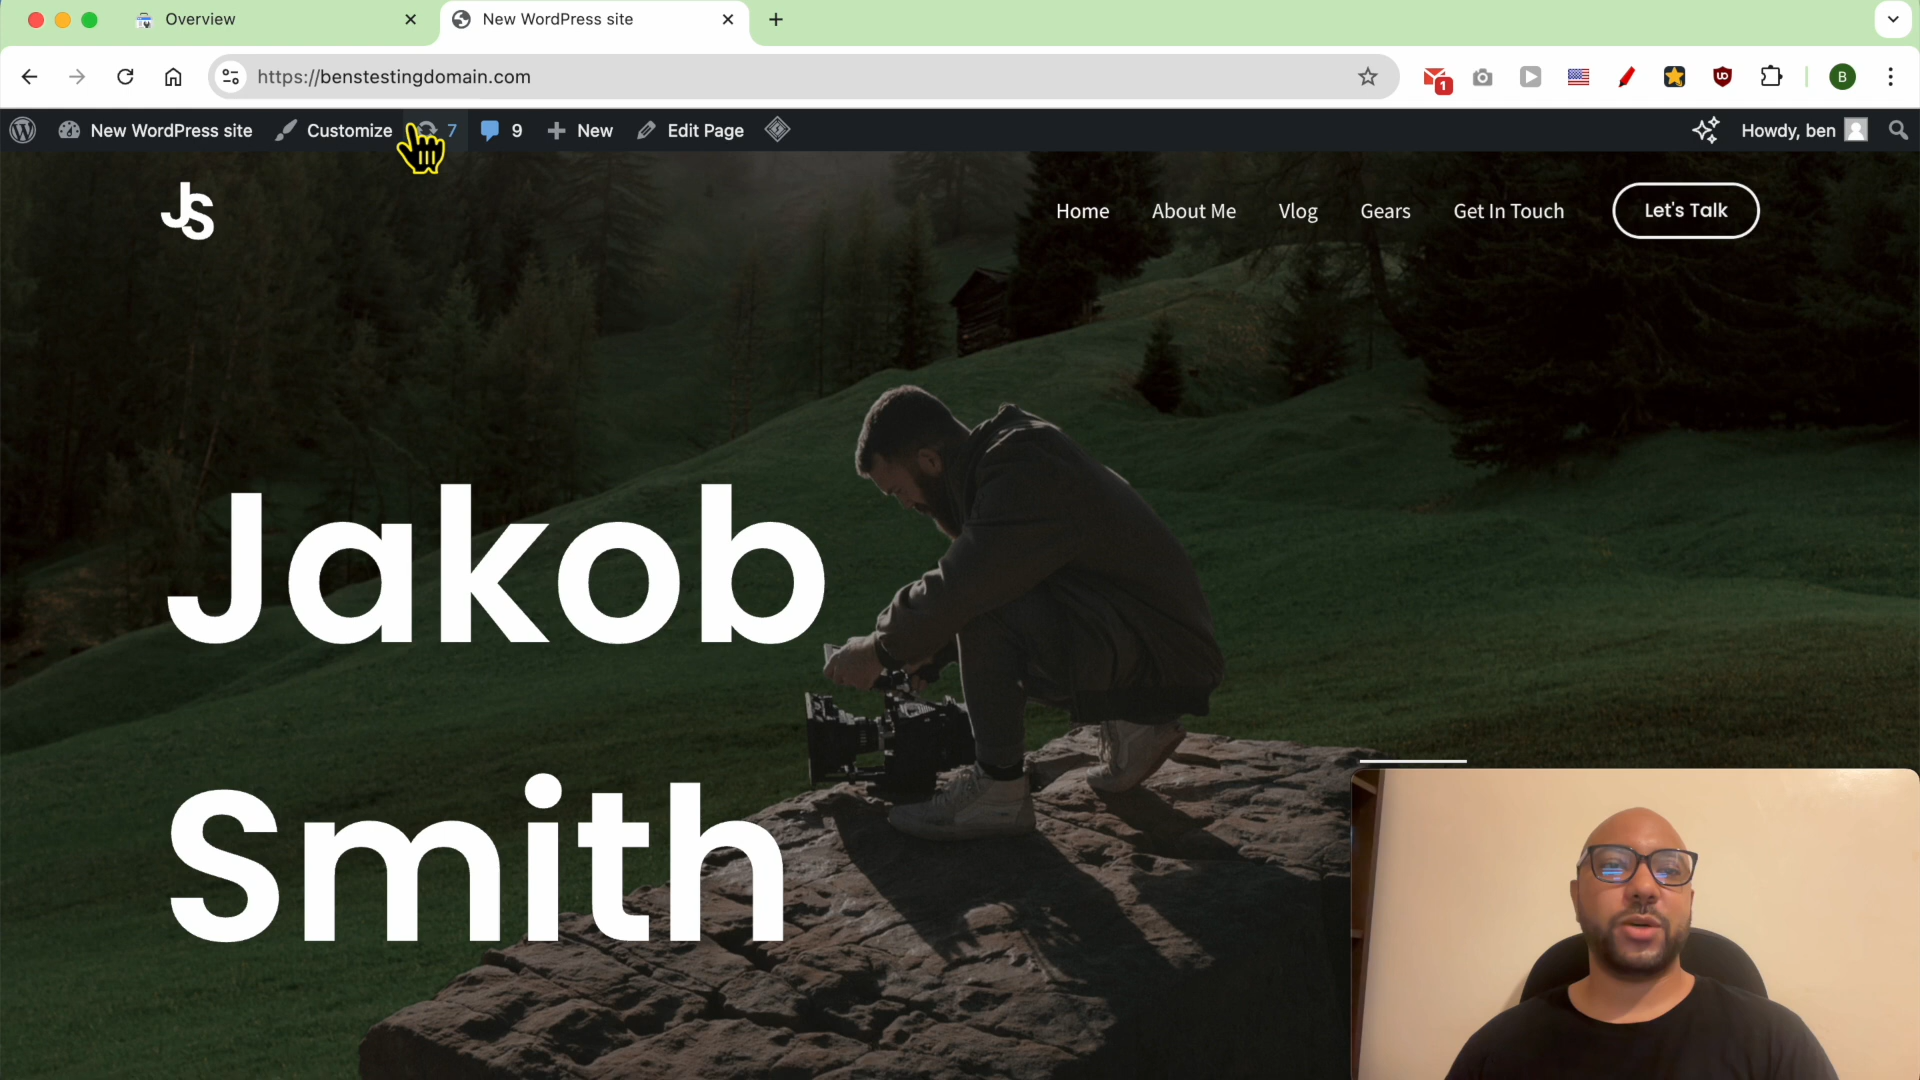 Overview
New WordPress site
https://benstestingdomain.com
1
B
New WordPress site
Customize
7
9
New
Edit Page
Howdy, ben
JS
Home
About Me
Vlog
Gears
Get In Touch
Let's Talk
Jakob
Smith